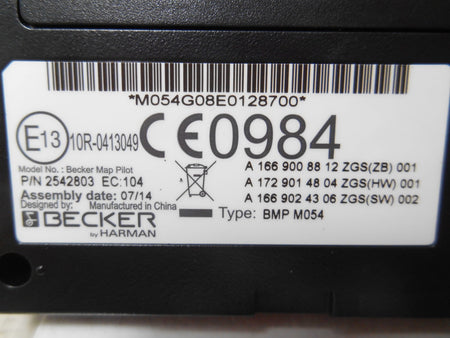 *M054G08E0128700*
E13 10R-0413049 CE0984
Model No.: Becker Map Pilot
P/N 2542803 EC:104
Assembly date: 07/14
Designed by: Manufactured in China
BECKER
by HARMAN
A 166 900 88 12 ZGS(ZB) 001
A 172 901 48 04 ZGS(HW) 001
A 166 902 43 06 ZGS(SW) 002
Type: BMP M054